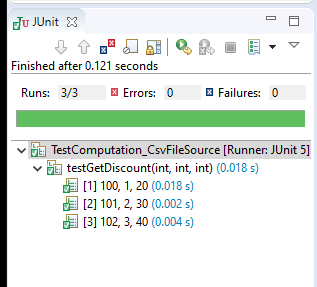 JUnit
Finished after 0.121 seconds
Runs: 3/3 Errors: 0 Failures: 0
TestComputation_CsvFileSource [Runner: JUnit 5]
testGetDiscount(int, int, int) (0.018 s)
[1] 100, 1, 20 (0.018 s)
[2] 101, 2, 30 (0.002 s)
[3] 102, 3, 40 (0.004 s)